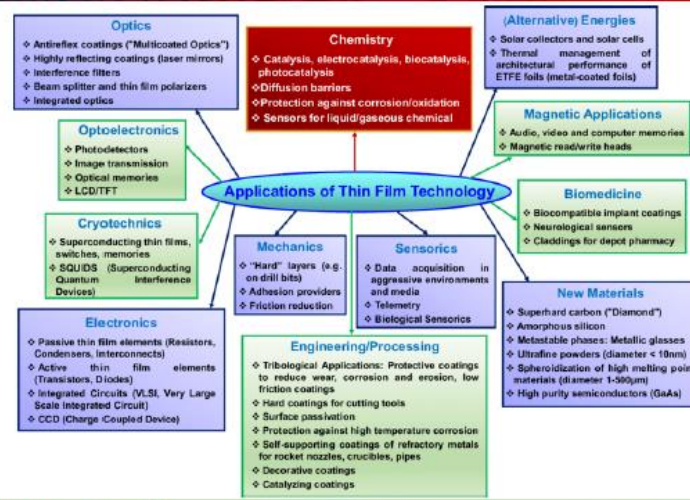 Optics
❖ Antireflex coatings ("Multicoated Optics")
❖ Highly reflecting coatings (laser mirrors)
❖ Interference filters
❖ Beam splitter and thin film polarizers
❖ Integrated optics
Chemistry
❖ Catalysis, electrocatalysis, biocatalysis,
photocatalysis
❖Diffusion barriers
❖Protection against corrosion/oxidation
❖ Sensors for liquid/gaseous chemical
(Alternative) Energies
❖ Solar collectors and solar cells
❖ Thermal management of
architectural performance of
ETFE foils (metal-coated foils)
Optoelectronics
❖ Photodetectors
❖ Image transmission
❖ Optical memories
❖ LCD/TFT
Magnetic Applications
❖ Audio, video and computer memories
❖ Magnetic read/write heads
Applications of Thin Film Technology
Biomedicine
❖ Biocompatible implant coatings
❖ Neurological sensors
❖ Claddings for depot pharmacy
Cryotechnics
❖ Superconducting thin films,
switches, memories
❖ SQUIDS (Superconducting
Quantum Interference
Devices)
Mechanics
❖ "Hard" layers (e.g.
on drill bits)
❖ Adhesion providers
❖ Friction reduction
Sensorics
❖ Data acquisition in
aggressive environments
and media
❖ Telemetry
❖ Biological Sensorics
New Materials
❖ Superhard carbon ("Diamond")
❖ Amorphous silicon
❖ Metastable phases: Metallic glasses
❖ Ultrafine powders (diameter < 10nm)
❖ Spheroidization of high melting poin
materials (diameter 1-500µm)
❖ High purity semiconductors (GaAs)
Electronics
❖ Passive thin film elements (Resistors,
Condensers, Interconnects)
❖ Active thin film elements
(Transistors, Diodes)
❖ Integrated Circuits (VLSI, Very Large
Scale Integrated Circuit)
❖ CCD (Charge Coupled Device)
Engineering/Processing
❖ Tribological Applications: Protective coatings
to reduce wear, corrosion and erosion, low
friction coatings
❖ Hard coatings for cutting tools
❖ Surface passivation
❖ Protection against high temperature corrosion
❖ Self-supporting coatings of refractory metals
for rocket nozzles, crucibles, pipes
❖ Decorative coatings
❖ Catalyzing coatings